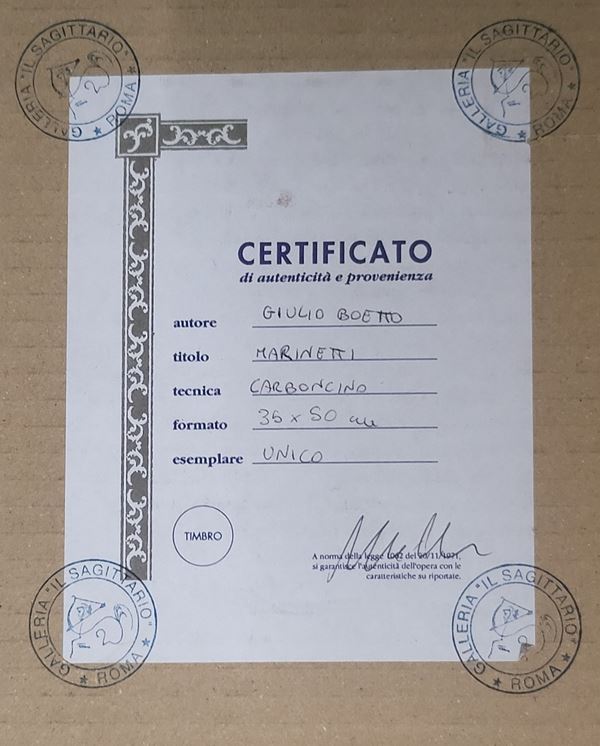 GALLERIA "IL SAGITTARIO" ★ ROMA ★
GALLERIA "IL SAGITTARIO" ★ ROMA ★
CERTIFICATO
di autenticità e provenienza
autore GIULIO BOETTO
titolo MARINETTI
tecnica CARBONCINO
formato 35 x 50 cm
esemplare UNICO
TIMBRO
A norma della legge 1062 del 20/11/1971,
si garantisce l'autenticità dell'opera con le
caratteristiche su riportate.
GALLERIA "IL SAGITTARIO" ★ ROMA ★
GALLERIA "IL SAGITTARIO" ★ ROMA ★